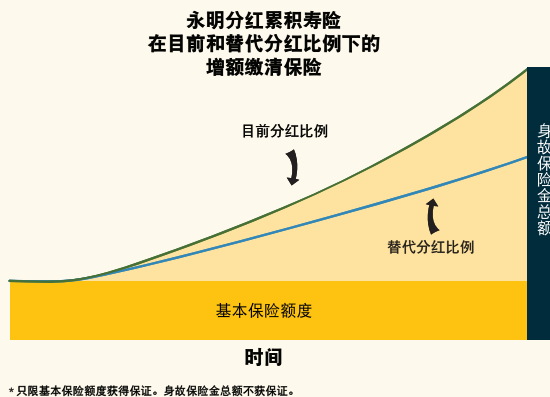 永明分红累积寿险
在目前和替代分红比例下的
增额缴清保险
目前分红比例
身故保险金总额
替代分红比例
基本保险额度
时间
* 只限基本保险额度获得保证。身故保险金总额不获保证。